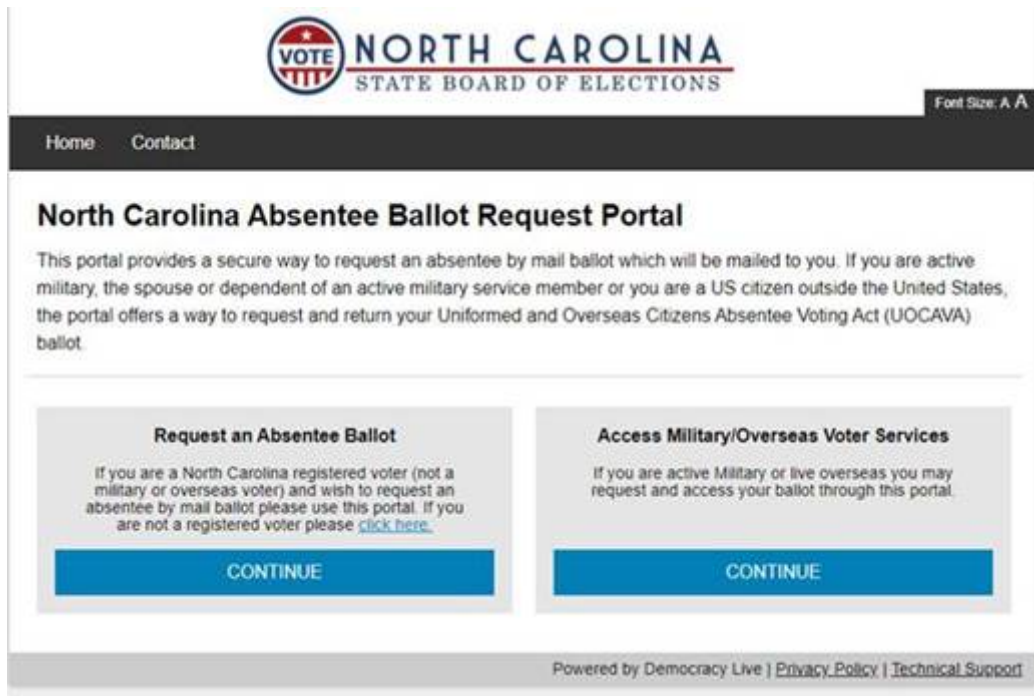 VOTE
NORTH CAROLINA
STATE BOARD OF ELECTIONS
Font Size: A A
Home Contact
North Carolina Absentee Ballot Request Portal
This portal provides a secure way to request an absentee by mail ballot which will be mailed to you. If you are active
military, the spouse or dependent of an active military service member or you are a US citizen outside the United States,
the portal offers a way to request and return your Uniformed and Overseas Citizens Absentee Voting Act (UOCAVA)
ballot.
Request an Absentee Ballot
If you are a North Carolina registered voter (not a
military or overseas voter) and wish to request an
absentee by mail ballot please use this portal. If you
are not a registered voter please click here.
CONTINUE
Access Military/Overseas Voter Services
If you are active Military or live overseas you may
request and access your ballot through this portal.
CONTINUE
Powered by Democracy Live | Privacy Policy | Technical Support